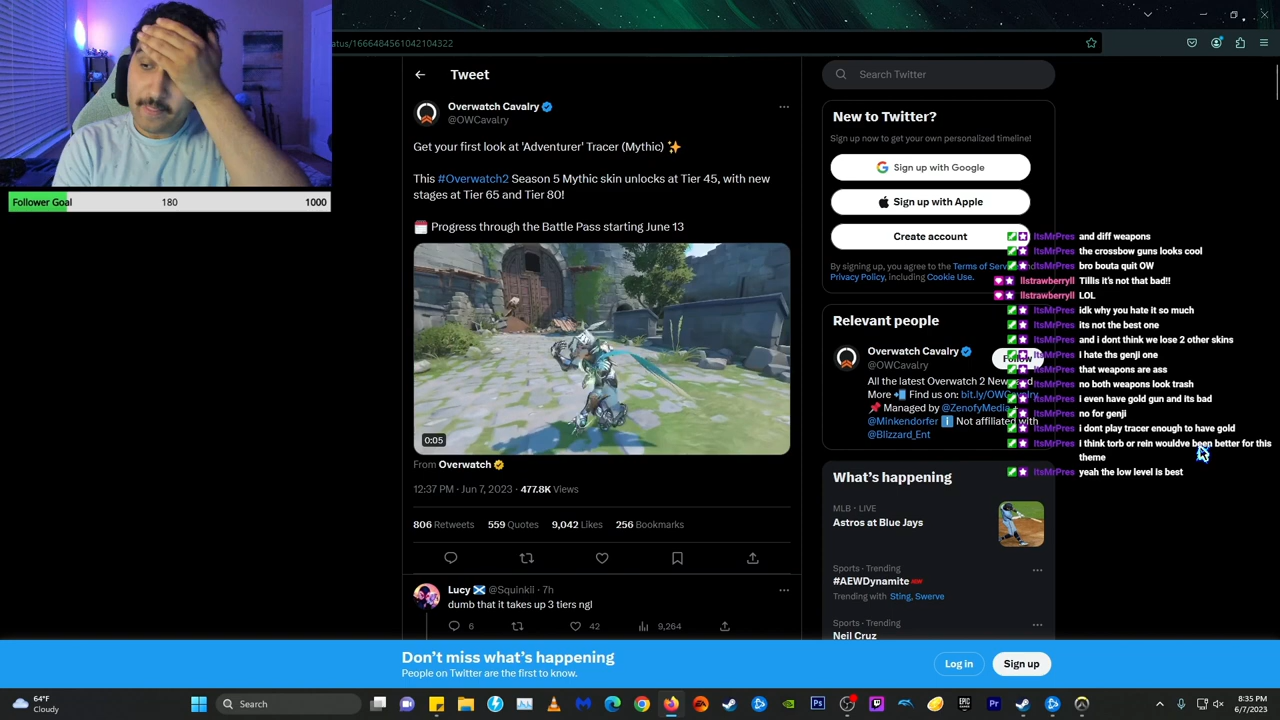 tatus/1666484561042104322
Follower Goal 180 1000
Tweet
Overwatch Cavalry
@OWCavalry
Get your first look at 'Adventurer' Tracer (Mythic) ✨
This #Overwatch2 Season 5 Mythic skin unlocks at Tier 45, with new
stages at Tier 65 and Tier 80!
Progress through the Battle Pass starting June 13
0:05
From Overwatch
12:37 PM · Jun 7, 2023 · 477.8K Views
806 Retweets 559 Quotes 9,042 Likes 256 Bookmarks
Lucy 🏴󠁧󠁢󠁳󠁣󠁴󠁿 @Squinkii · 7h
dumb that it takes up 3 tiers ngl
6 42 9,264
Search Twitter
New to Twitter?
Sign up now to get your own personalized timeline!
Sign up with Google
Sign up with Apple
Create account
By signing up, you agree to the Terms of
Privacy Policy, including Cookie Use.
Relevant people
Overwatch Cavalry
@OWCavalry
Follow
All the latest Overwatch 2 News and
More 📲 Find us on: bit.ly/OWCavalry
📌 Managed by @ZenofyMedia +
@Minkendorfer ℹ️ Not affiliated with
@Blizzard_Ent
What's happening
MLB · LIVE
Astros at Blue Jays
Sports · Trending
#AEWDynamite
Trending with Sting, Swerve
Sports · Trending
Neil Cruz
ItsMrPres and diff weapons
ItsMrPres the crossbow guns looks cool
ItsMrPres bro bouta quit OW
llstrawberryll Tillis it's not that bad!!
llstrawberryll LOL
ItsMrPres idk why you hate it so much
ItsMrPres its not the best one
ItsMrPres and i dont think we lose 2 other skins
ItsMrPres i hate ths genji one
ItsMrPres that weapons are ass
ItsMrPres no both weapons look trash
ItsMrPres i even have gold gun and its bad
ItsMrPres no for genji
ItsMrPres i dont play tracer enough to have gold
ItsMrPres i think torb or rein wouldve been better for this
theme
ItsMrPres yeah the low level is best
Don't miss what's happening
People on Twitter are the first to know.
Log in
Sign up
64°F
Cloudy
Search
8:35 PM
6/7/2023